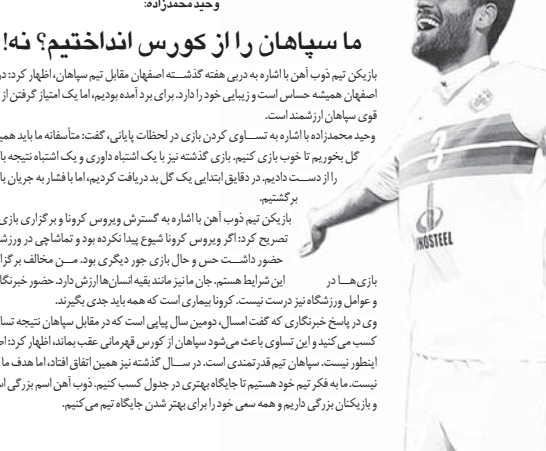 وحید محمدزاده:
ما سپاهان را از کورس انداختیم؟ نه!
بازیکن تیم ذوب آهن با اشاره به دربی هفته گذشــته اصفهان مقابل تیم سپاهان، اظهار کرد:
اصفهان همیشه حساس است و زیبایی خود را دارد. برای برد آمده بودیم، اما یک امتیاز گرفتن از
قوی سپاهان ارزشمند است.
وحید محمدزاده با اشاره به تســاوی کردن بازی در لحظات پایانی، گفت: متأسفانه ما باید
گل بخوریم تا خوب بازی کنیم. بازی گذشته نیز با یک اشتباه داوری و یک اشتباه نتیجه
را از دســت دادیم. در دقایق ابتدایی یک گل بد دریافت کردیم، اما با فشار به جریان
برگشتیم.
بازیکن تیم ذوب آهن با اشاره به گسترش ویروس کرونا و برگزاری بازی
تصریح کرد: اگر ویروس کرونا شیوع پیدا نکرده بود و تماشاچی در
حضور داشــت حس و حال بازی جور دیگری بود. مــن مخالف
بازی‌هــا در این شرایط هستم. جان ما نیز مانند بقیه انسان‌ها ارزش دارد. حضور
و عوامل ورزشگاه نیز درست نیست. کرونا بیماری است که همه باید جدی بگیرند.
وی در پاسخ خبرنگاری که گفت امسال، دومین سال پیاپی است که در مقابل سپاهان نتیجه
کسب می‌کنید و این تساوی باعث می‌شود سپاهان از کورس قهرمانی عقب بماند، اظهار کرد:
اینطور نیست. سپاهان تیم قدرتمندی است. در ســال گذشته نیز همین اتفاق افتاد، اما هدف ما
نیست. ما به فکر تیم خود هستیم تا جایگاه بهتری در جدول کسب کنیم. ذوب آهن اسم بزرگی
و بازیکنان بزرگی داریم و همه سعی خود را برای بهتر شدن جایگاه تیم می‌کنیم.